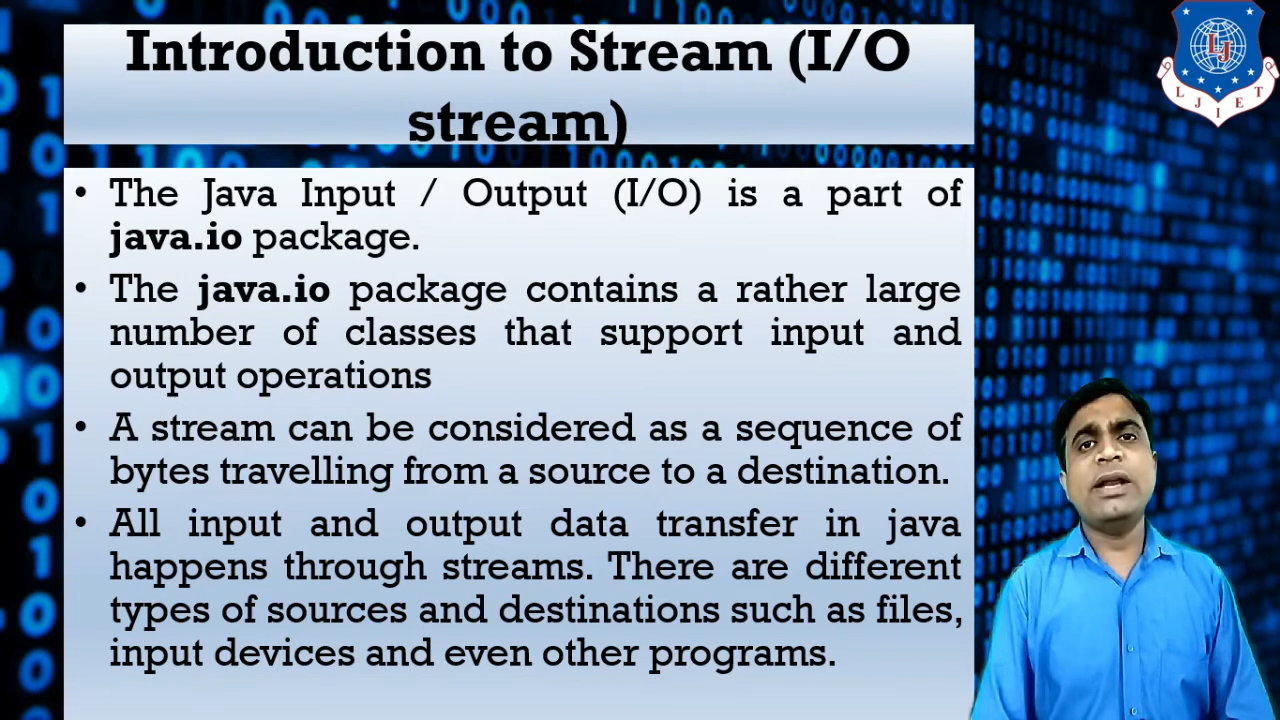 Introduction to Stream (I/O
stream)
• The Java Input / Output (I/O) is a part of
java.io package.
• The java.io package contains a rather large
number of classes that support input and
output operations
• A stream can be considered as a sequence of
bytes travelling from a source to a destination.
• All input and output data transfer in java
happens through streams. There are different
types of sources and destinations such as files,
input devices and even other programs.
LJ
LJIET